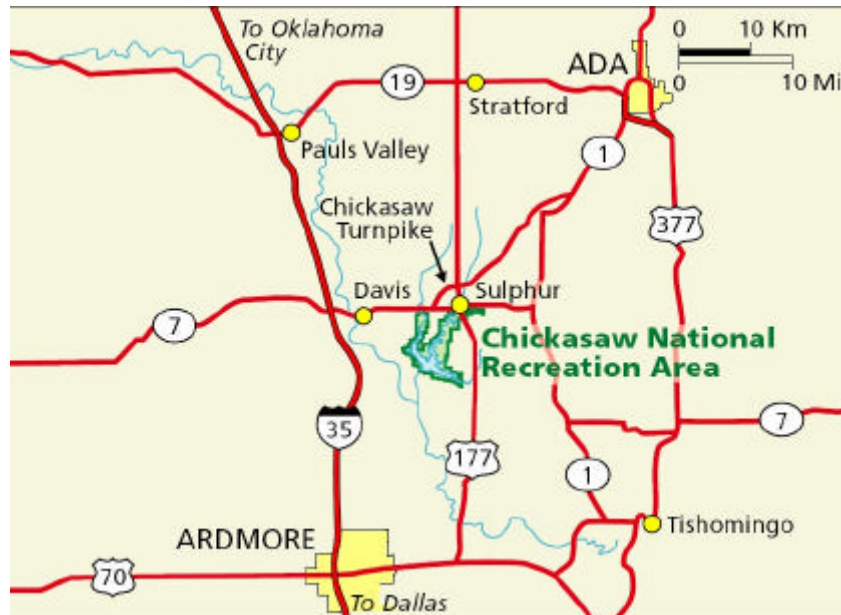 To Oklahoma
City
0 10 Km
0 10 Mi
ADA
19
Stratford
Pauls Valley
1
Chickasaw
Turnpike
377
Davis
Sulphur
7
Chickasaw National
Recreation Area
35
7
177
1
Tishomingo
ARDMORE
70
To Dallas